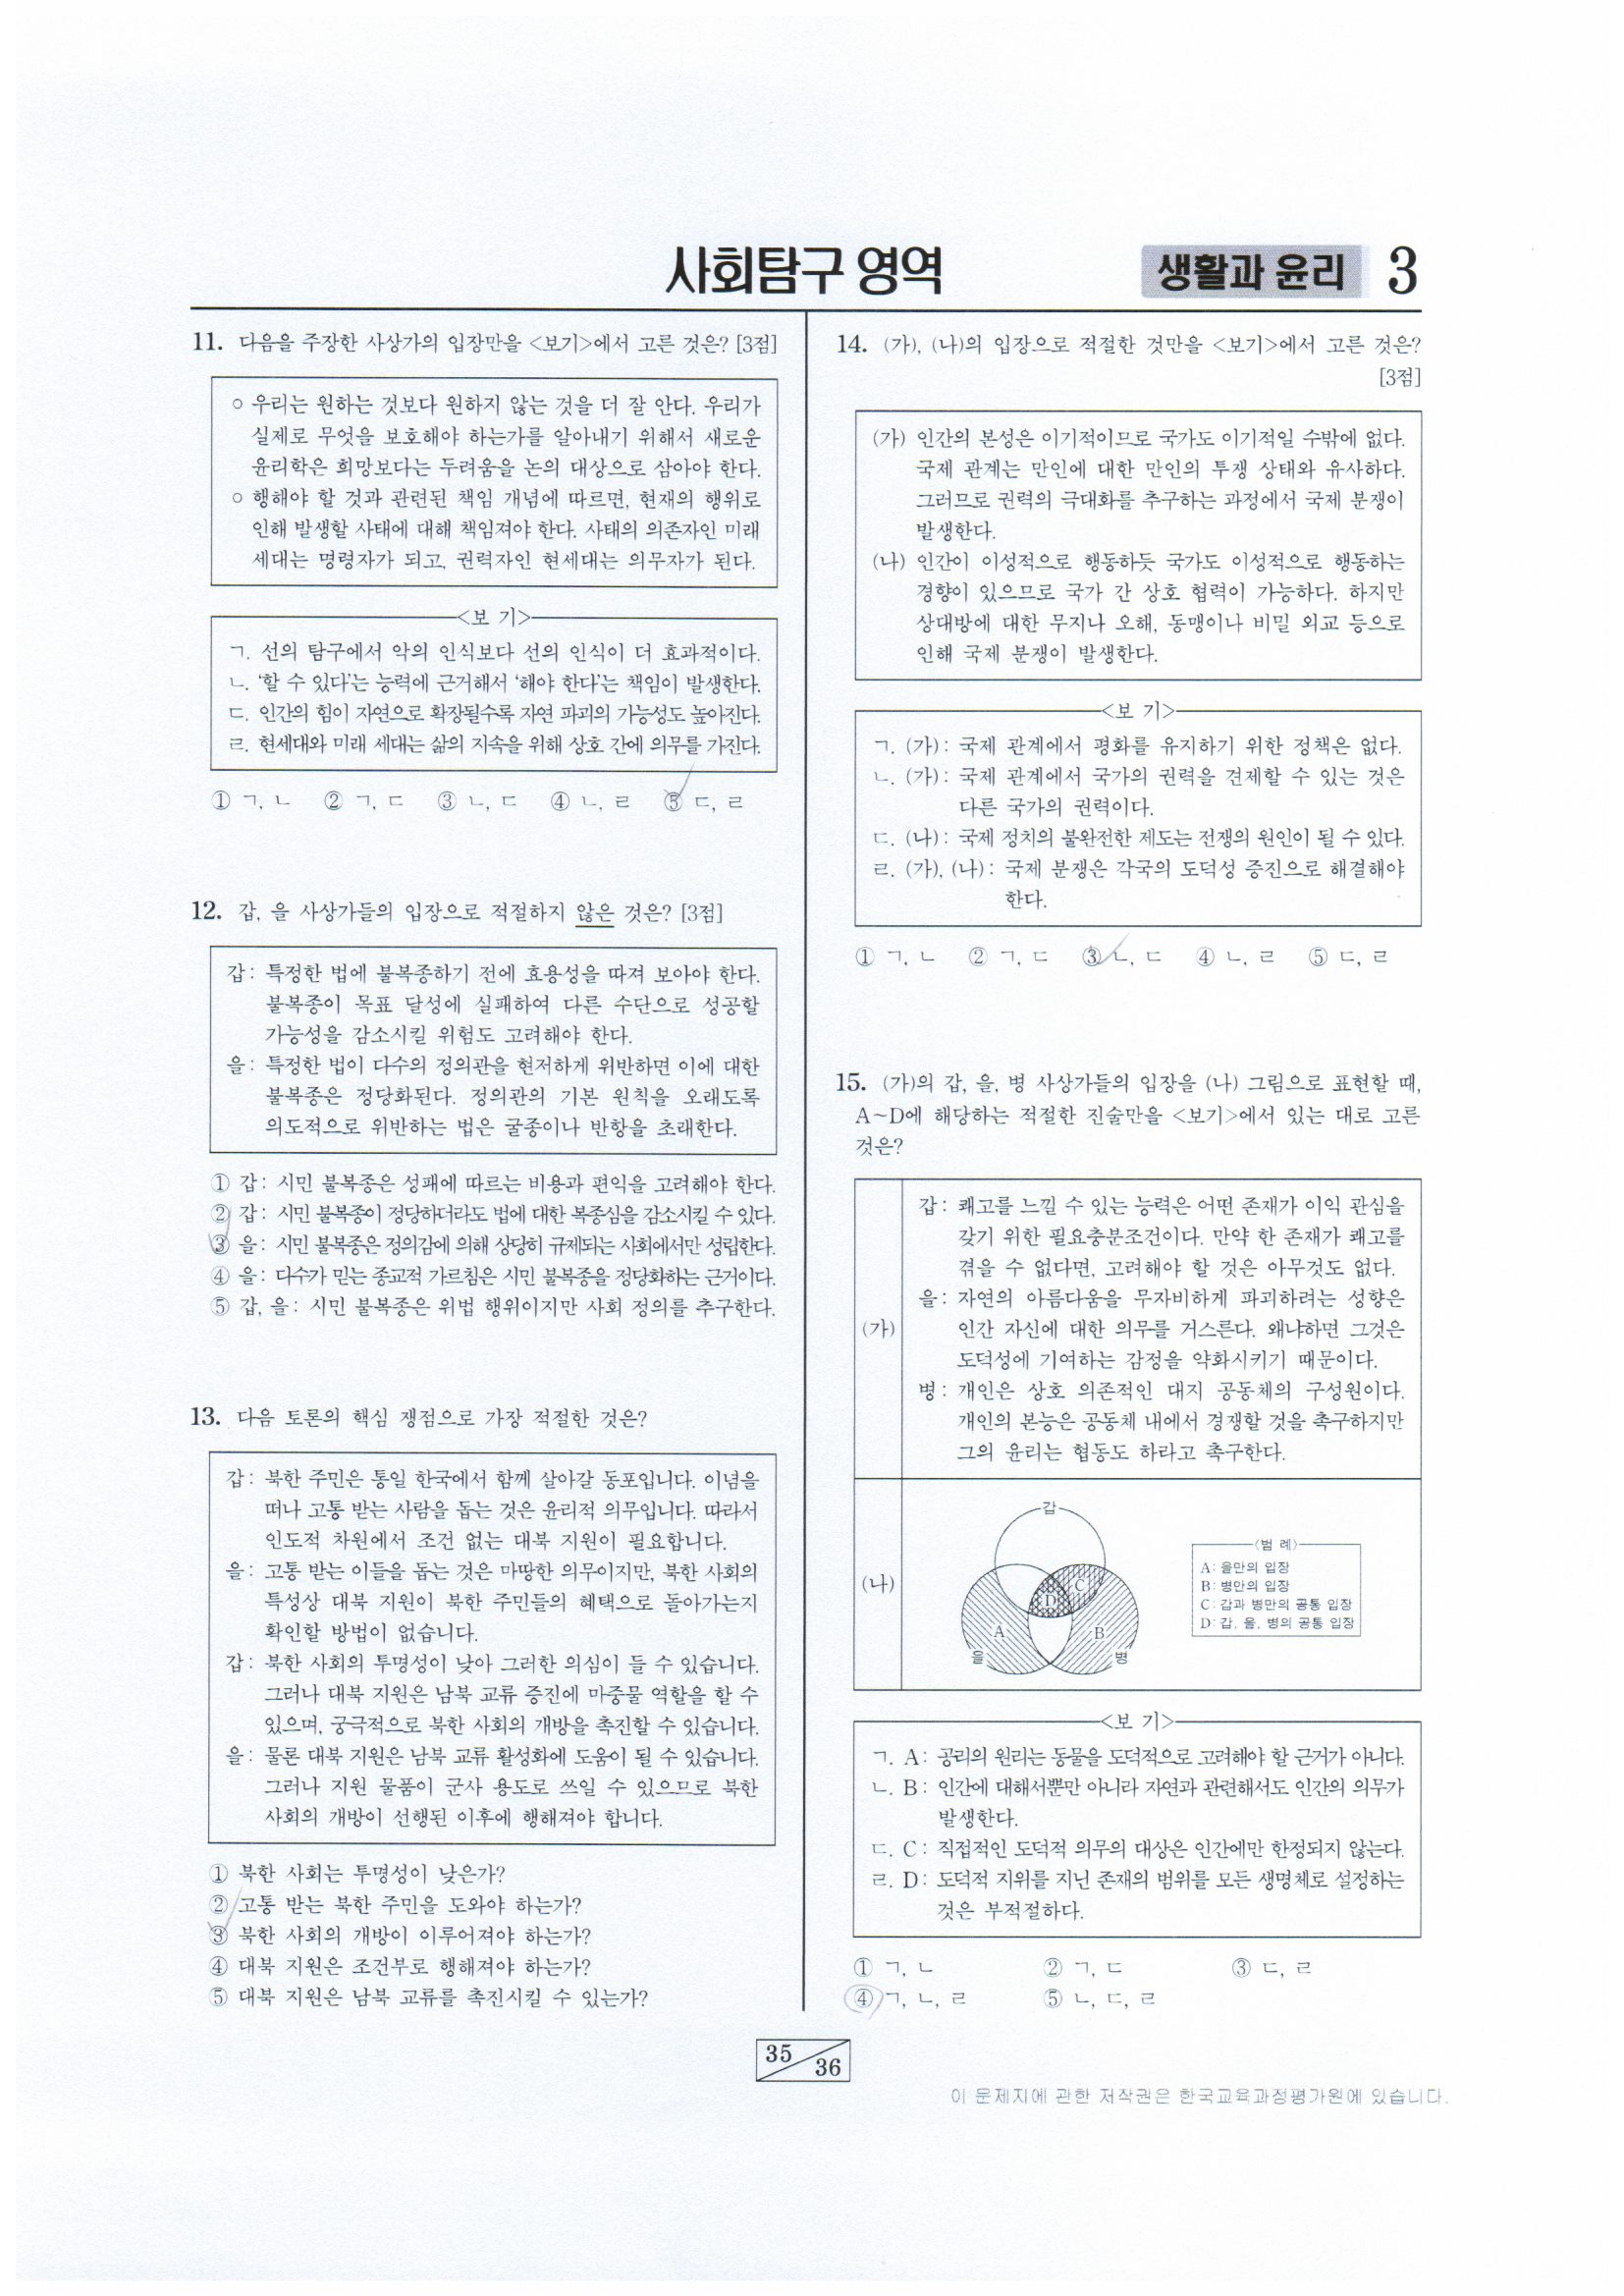 사회탐구 영역
생활과 윤리 3
11. 다음을 주장한 사상가의 입장만을 <보기>에서 고른 것은? [3점]
○ 우리는 원하는 것보다 원하지 않는 것을 더 잘 안다. 우리가
실제로 무엇을 보호해야 하는가를 알아내기 위해서 새로운
윤리학은 희망보다는 두려움을 논의 대상으로 삼아야 한다.
○ 행해야 할 것과 관련된 책임 개념에 따르면, 현재의 행위로
인해 발생할 사태에 대해 책임져야 한다. 사태의 의존자인 미래
세대는 명령자가 되고, 권력자인 현세대는 의무자가 된다.
<보 기>
ㄱ. 선의 탐구에서 악의 인식보다 선의 인식이 더 효과적이다.
ㄴ. ‘할 수 있다’는 능력에 근거해서 ‘해야 한다’는 책임이 발생한다.
ㄷ. 인간의 힘이 자연으로 확장될수록 자연 파괴의 가능성도 높아진다.
ㄹ. 현세대와 미래 세대는 삶의 지속을 위해 상호 간에 의무를 가진다.
① ㄱ, ㄴ ② ㄱ, ㄷ ③ ㄴ, ㄷ ④ ㄴ, ㄹ ⑤ ㄷ, ㄹ
12. 갑, 을 사상가들의 입장으로 적절하지 않은 것은? [3점]
갑: 특정한 법에 불복종하기 전에 효용성을 따져 보아야 한다.
불복종이 목표 달성에 실패하여 다른 수단으로 성공할
가능성을 감소시킬 위험도 고려해야 한다.
을: 특정한 법이 다수의 정의관을 현저하게 위반하면 이에 대한
불복종은 정당화된다. 정의관의 기본 원칙을 오래도록
의도적으로 위반하는 법은 굴종이나 반항을 초래한다.
① 갑: 시민 불복종은 성패에 따르는 비용과 편익을 고려해야 한다.
② 갑: 시민 불복종이 정당하더라도 법에 대한 복종심을 감소시킬 수 있다.
③ 을: 시민 불복종은 정의감에 의해 상당히 규제되는 사회에서만 성립한다.
④ 을: 다수가 믿는 종교적 가르침은 시민 불복종을 정당화하는 근거이다.
⑤ 갑, 을: 시민 불복종은 위법 행위이지만 사회 정의를 추구한다.
13. 다음 토론의 핵심 쟁점으로 가장 적절한 것은?
갑: 북한 주민은 통일 한국에서 함께 살아갈 동포입니다. 이념을
떠나 고통 받는 사람을 돕는 것은 윤리적 의무입니다. 따라서
인도적 차원에서 조건 없는 대북 지원이 필요합니다.
을: 고통 받는 이들을 돕는 것은 마땅한 의무이지만, 북한 사회의
특성상 대북 지원이 북한 주민들의 혜택으로 돌아가는지
확인할 방법이 없습니다.
갑: 북한 사회의 투명성이 낮아 그러한 의심이 들 수 있습니다.
그러나 대북 지원은 남북 교류 증진에 마중물 역할을 할 수
있으며, 궁극적으로 북한 사회의 개방을 촉진할 수 있습니다.
을: 물론 대북 지원은 남북 교류 활성화에 도움이 될 수 있습니다.
그러나 지원 물품이 군사 용도로 쓰일 수 있으므로 북한
사회의 개방이 선행된 이후에 행해져야 합니다.
① 북한 사회는 투명성이 낮은가?
② 고통 받는 북한 주민을 도와야 하는가?
③ 북한 사회의 개방이 이루어져야 하는가?
④ 대북 지원은 조건부로 행해져야 하는가?
⑤ 대북 지원은 남북 교류를 촉진시킬 수 있는가?
14. (가), (나)의 입장으로 적절한 것만을 <보기>에서 고른 것은?
[3점]
(가) 인간의 본성은 이기적이므로 국가도 이기적일 수밖에 없다.
국제 관계는 만인에 대한 만인의 투쟁 상태와 유사하다.
그러므로 권력의 극대화를 추구하는 과정에서 국제 분쟁이
발생한다.
(나) 인간이 이성적으로 행동하듯 국가도 이성적으로 행동하는
경향이 있으므로 국가 간 상호 협력이 가능하다. 하지만
상대방에 대한 무지나 오해, 동맹이나 비밀 외교 등으로
인해 국제 분쟁이 발생한다.
<보 기>
ㄱ. (가): 국제 관계에서 평화를 유지하기 위한 정책은 없다.
ㄴ. (가): 국제 관계에서 국가의 권력을 견제할 수 있는 것은
다른 국가의 권력이다.
ㄷ. (나): 국제 정치의 불완전한 제도는 전쟁의 원인이 될 수 있다.
ㄹ. (가), (나): 국제 분쟁은 각국의 도덕성 증진으로 해결해야
한다.
① ㄱ, ㄴ ② ㄱ, ㄷ ③ ㄴ, ㄷ ④ ㄴ, ㄹ ⑤ ㄷ, ㄹ
15. (가)의 갑, 을, 병 사상가들의 입장을 (나) 그림으로 표현할 때,
A~D에 해당하는 적절한 진술만을 <보기>에서 있는 대로 고른
것은?
(가)
갑: 쾌고를 느낄 수 있는 능력은 어떤 존재가 이익 관심을
갖기 위한 필요충분조건이다. 만약 한 존재가 쾌고를
겪을 수 없다면, 고려해야 할 것은 아무것도 없다.
을: 자연의 아름다움을 무자비하게 파괴하려는 성향은
인간 자신에 대한 의무를 거스른다. 왜냐하면 그것은
도덕성에 기여하는 감정을 약화시키기 때문이다.
병: 개인은 상호 의존적인 대지 공동체의 구성원이다.
개인의 본능은 공동체 내에서 경쟁할 것을 촉구하지만
그의 윤리는 협동도 하라고 촉구한다.
(나)
갑
C
D
A
B
을
병
<범 례>
A: 을만의 입장
B: 병만의 입장
C: 갑과 병만의 공통 입장
D: 갑, 을, 병의 공통 입장
<보 기>
ㄱ. A: 공리의 원리는 동물을 도덕적으로 고려해야 할 근거가 아니다.
ㄴ. B: 인간에 대해서뿐만 아니라 자연과 관련해서도 인간의 의무가
발생한다.
ㄷ. C: 직접적인 도덕적 의무의 대상은 인간에만 한정되지 않는다.
ㄹ. D: 도덕적 지위를 지닌 존재의 범위를 모든 생명체로 설정하는
것은 부적절하다.
① ㄱ, ㄴ ② ㄱ, ㄷ ③ ㄷ, ㄹ
④ ㄱ, ㄴ, ㄹ ⑤ ㄴ, ㄷ, ㄹ
35 36
이 문제지에 관한 저작권은 한국교육과정평가원에 있습니다.